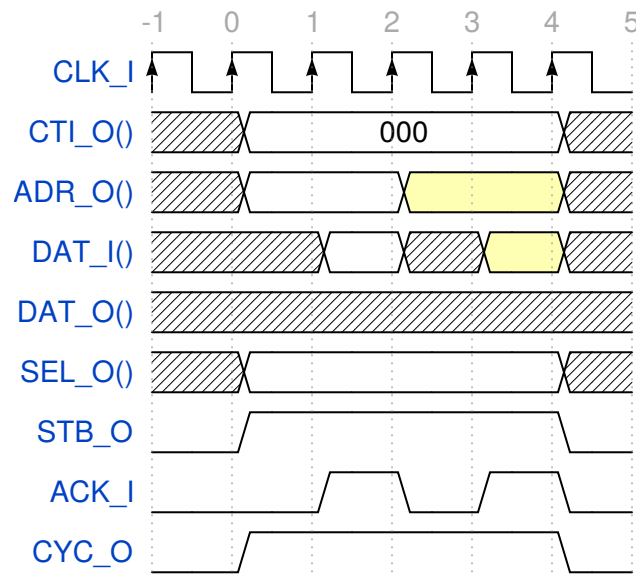 -1 0 1 2 3 4 5
CLK_I
CTI_O() 000
ADR_O()
DAT_I()
DAT_O()
SEL_O()
STB_O
ACK_I
CYC_O